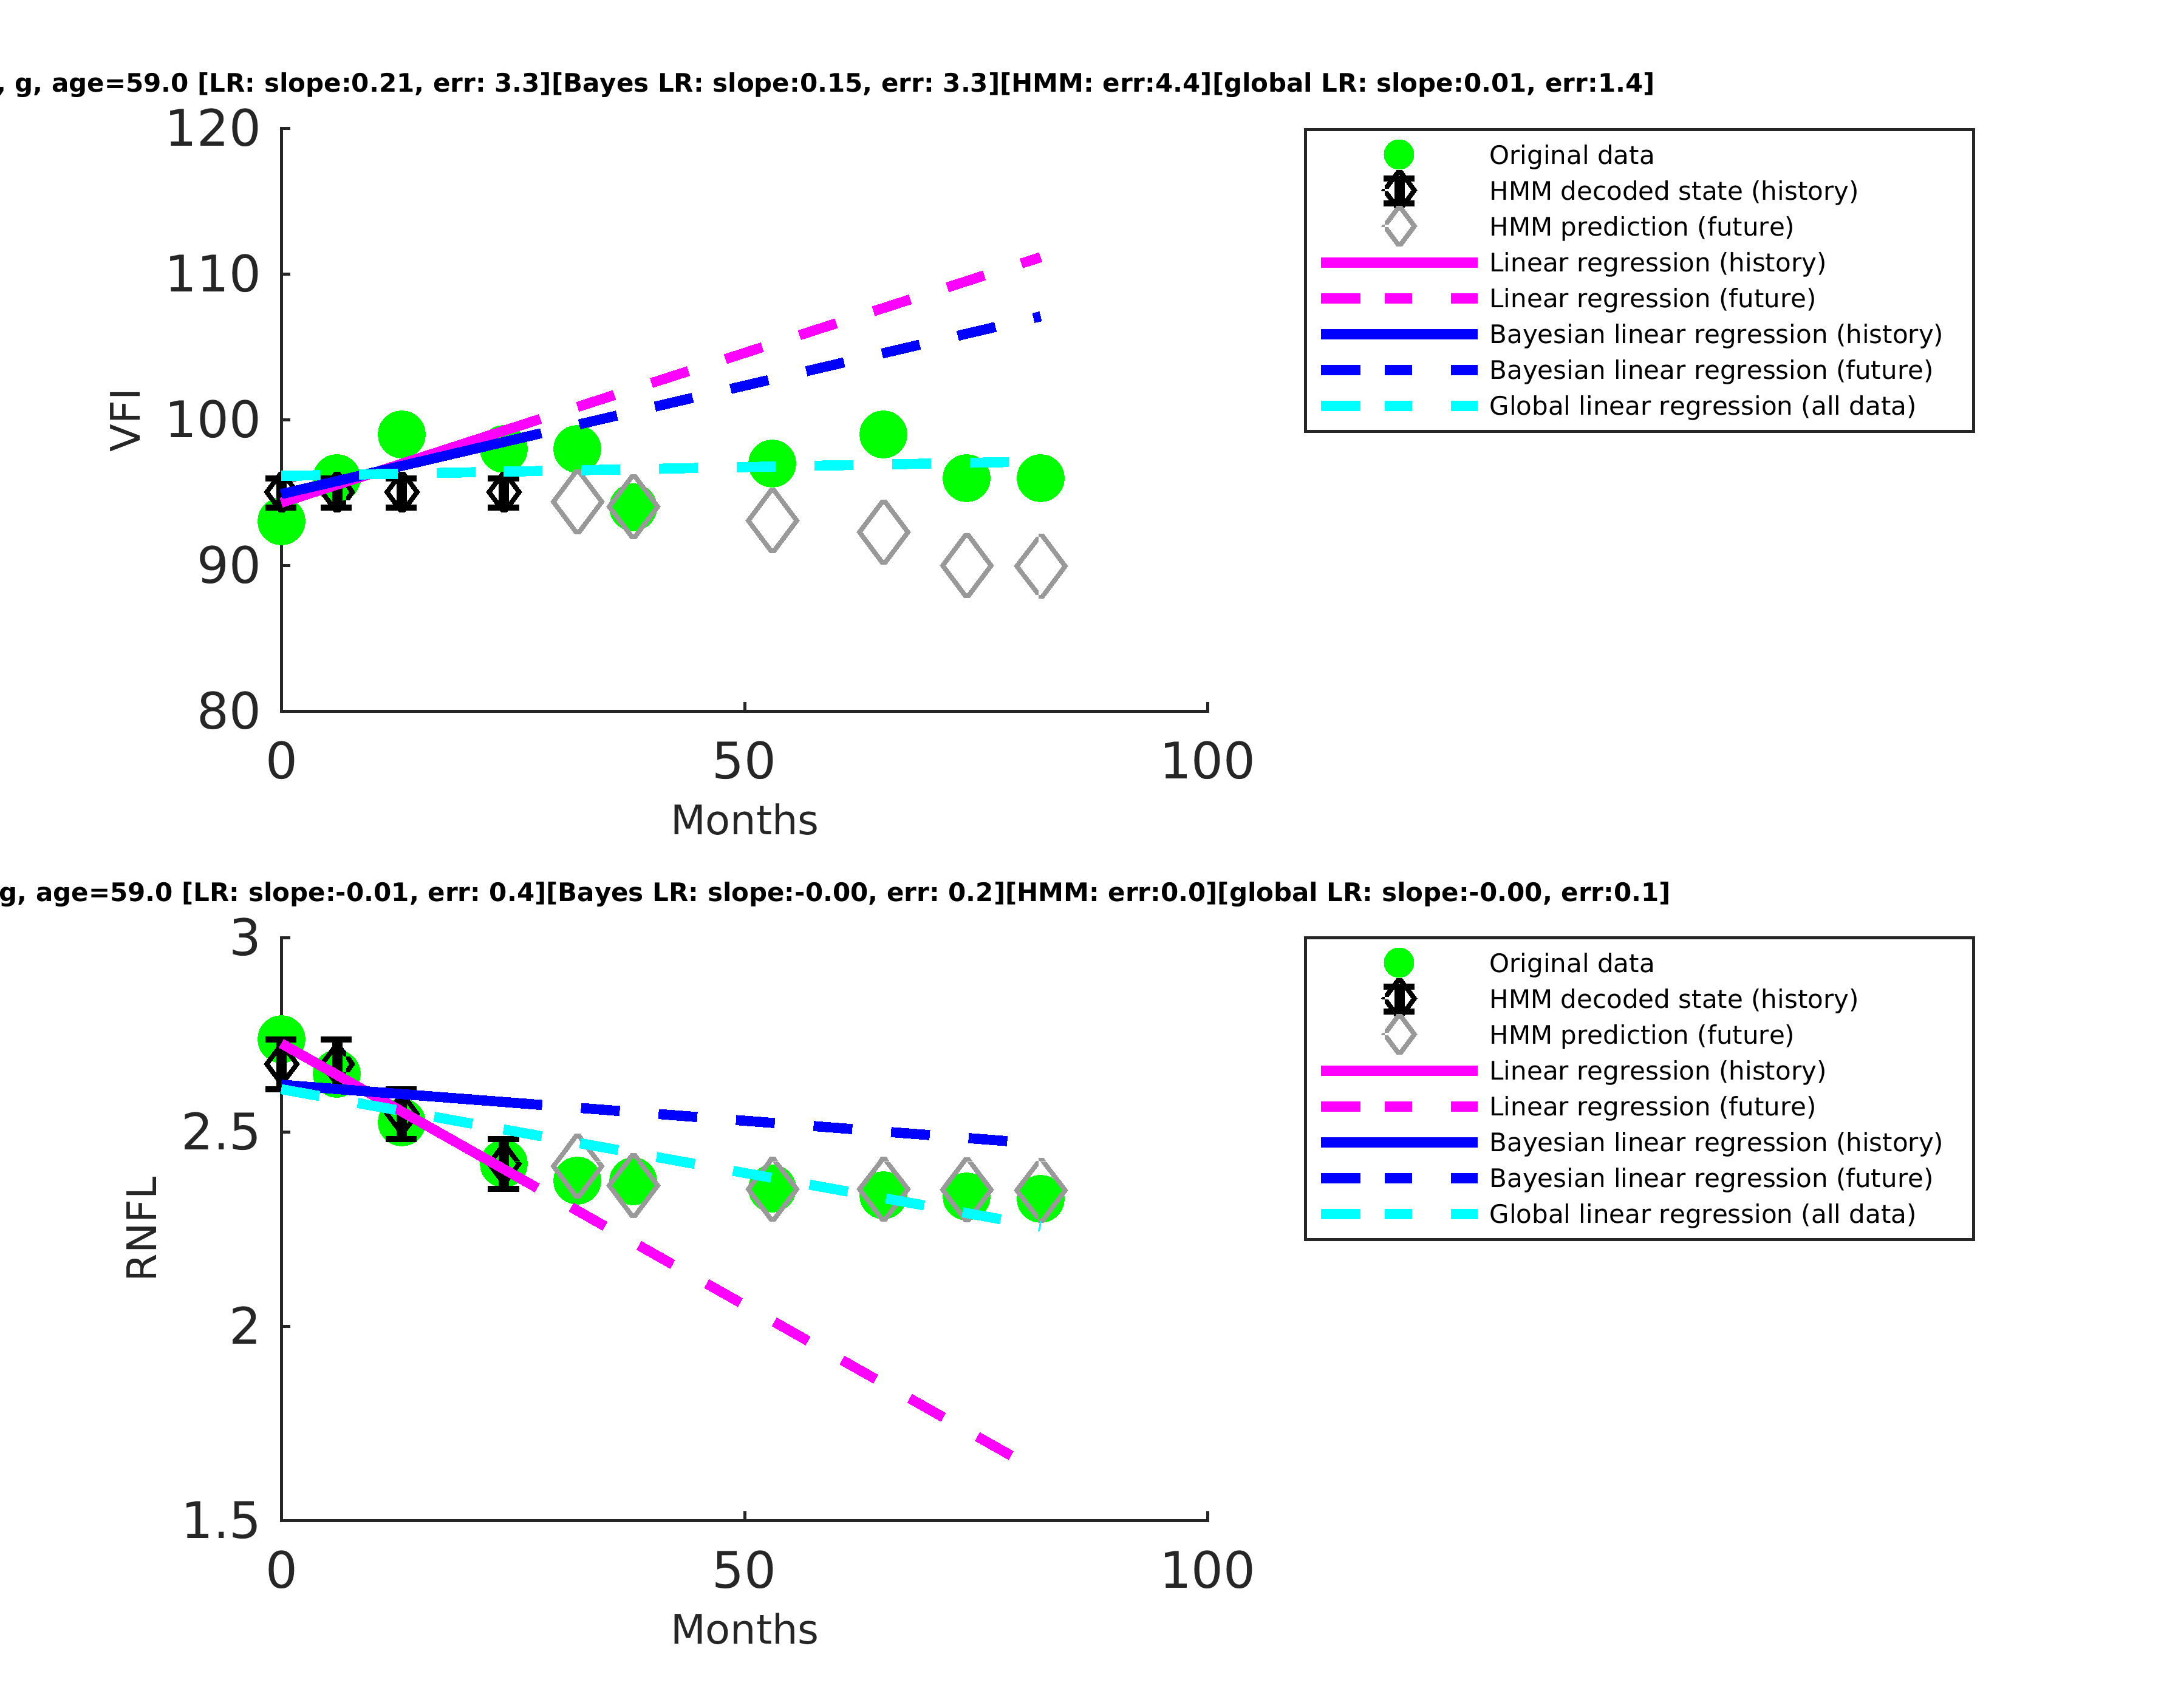 , g, age=59.0 [LR: slope:0.21, err: 3.3][Bayes LR: slope:0.15, err: 3.3][HMM: err:4.4][global LR: slope:0.01, err:1.4]
120
110
100
90
80
VFI
0 50 100
Months
Original data
HMM decoded state (history)
HMM prediction (future)
Linear regression (history)
Linear regression (future)
Bayesian linear regression (history)
Bayesian linear regression (future)
Global linear regression (all data)
g, age=59.0 [LR: slope:-0.01, err: 0.4][Bayes LR: slope:-0.00, err: 0.2][HMM: err:0.0][global LR: slope:-0.00, err:0.1]
3
2.5
2
1.5
RNFL
0 50 100
Months
Original data
HMM decoded state (history)
HMM prediction (future)
Linear regression (history)
Linear regression (future)
Bayesian linear regression (history)
Bayesian linear regression (future)
Global linear regression (all data)